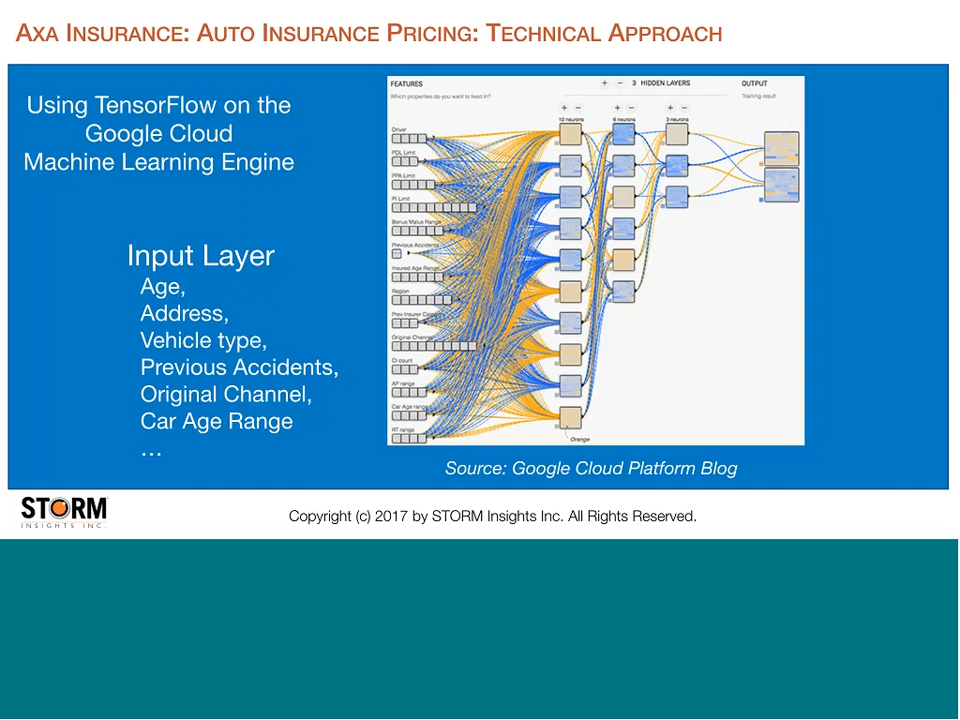 AXA INSURANCE: AUTO INSURANCE PRICING: TECHNICAL APPROACH
Using TensorFlow on the
Google Cloud
Machine Learning Engine
Input Layer
Age,
Address,
Vehicle type,
Previous Accidents,
Original Channel,
Car Age Range
...
FEATURES
Which properties do you want to feed in?
+ − 3 HIDDEN LAYERS
OUTPUT
Training result
+ −
+ −
+ −
10 neurons
6 neurons
3 neurons
Driver
PDL Limit
PPA Limit
PI Limit
Bonus Malus Range
Previous Accidents
Insured Age Range
Region
Prev Insurer
Original Channel
CI count
AP range
Car Age range
RT range
Orange
Source: Google Cloud Platform Blog
STORM
INSIGHTS INC.
Copyright (c) 2017 by STORM Insights Inc. All Rights Reserved.